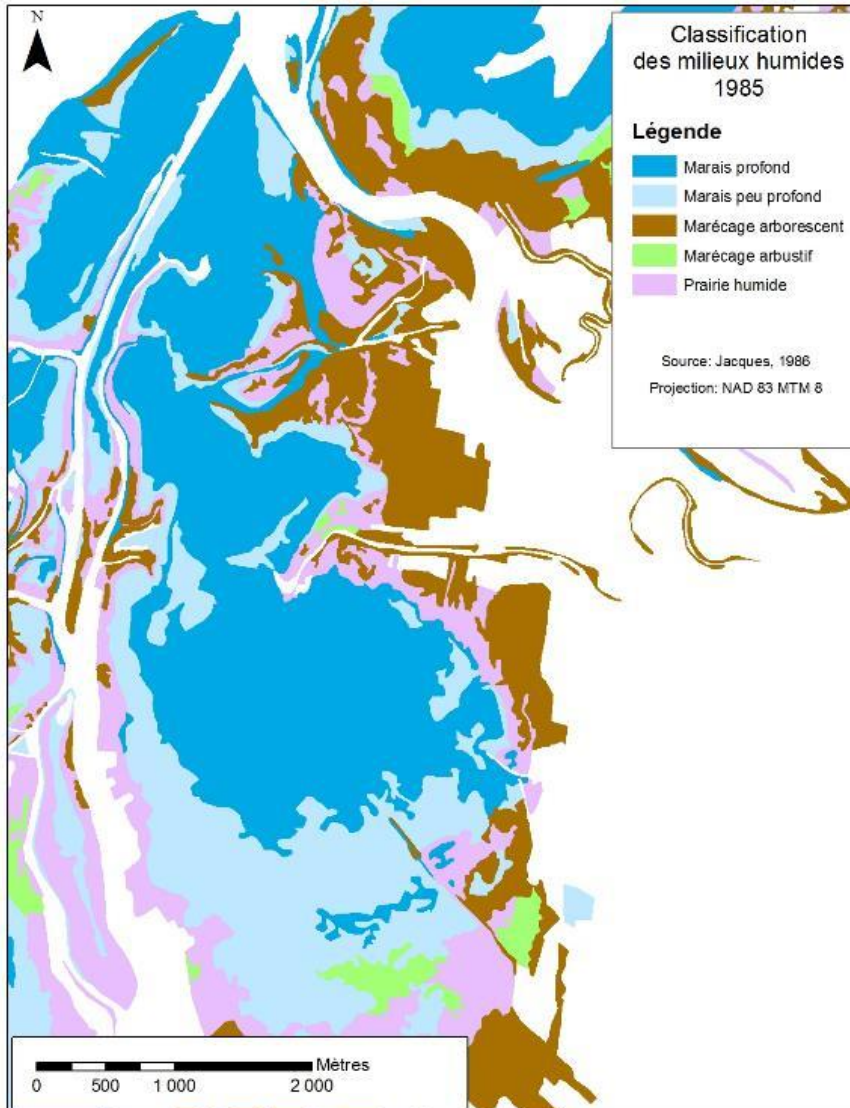 N
Classification
des milieux humides
1985
Légende
Marais profond
Marais peu profond
Marécage arborescent
Marécage arbustif
Prairie humide
Source: Jacques, 1986
Projection: NAD 83 MTM 8
Mètres
0 500 1 000 2 000